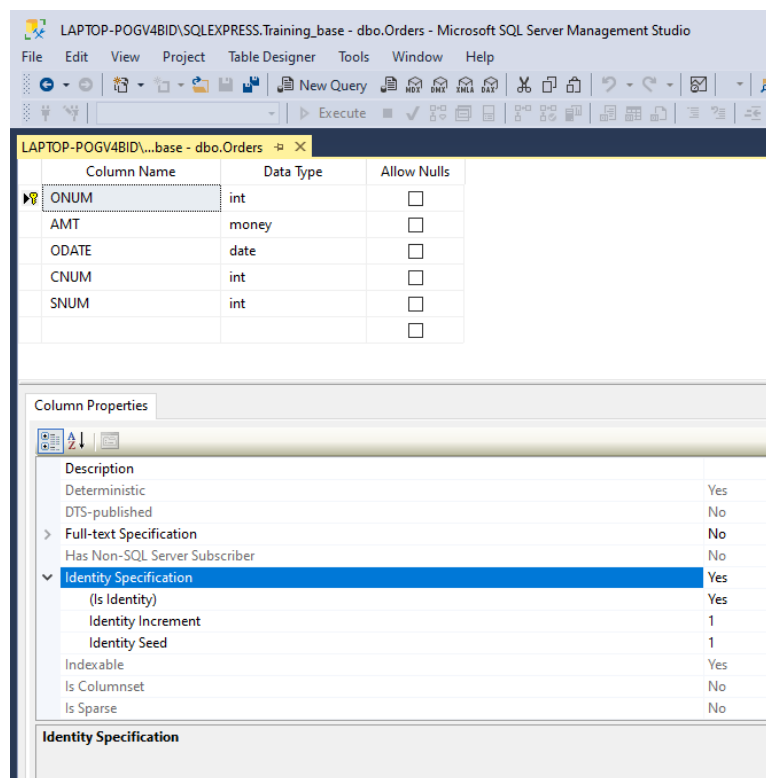 LAPTOP-POGV4BID\SQLEXPRESS.Training_base - dbo.Orders - Microsoft SQL Server Management Studio
File Edit View Project Table Designer Tools Window Help
New Query MDX DMX XMLA DAX
Execute
LAPTOP-POGV4BID\...base - dbo.Orders
Column Name Data Type Allow Nulls
ONUM int
AMT money
ODATE date
CNUM int
SNUM int
Column Properties
Description
Deterministic Yes
DTS-published No
Full-text Specification No
Has Non-SQL Server Subscriber No
Identity Specification Yes
(Is Identity) Yes
Identity Increment 1
Identity Seed 1
Indexable Yes
Is Columnset No
Is Sparse No
Identity Specification